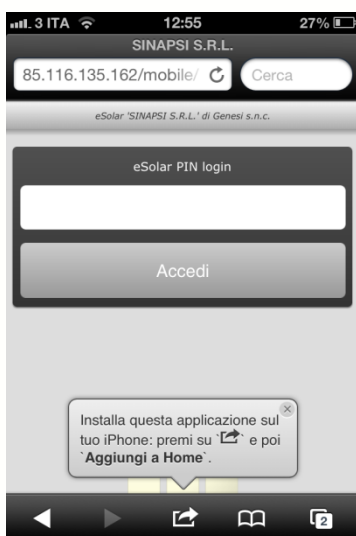 3 ITA 12:55 27%
SINAPSI S.R.L.
85.116.135.162/mobile/ Cerca
eSolar 'SINAPSI S.R.L.' di Genesi s.n.c.
eSolar PIN login
Accedi
Installa questa applicazione sul
tuo iPhone: premi su `` e poi
`Aggiungi a Home`.
2